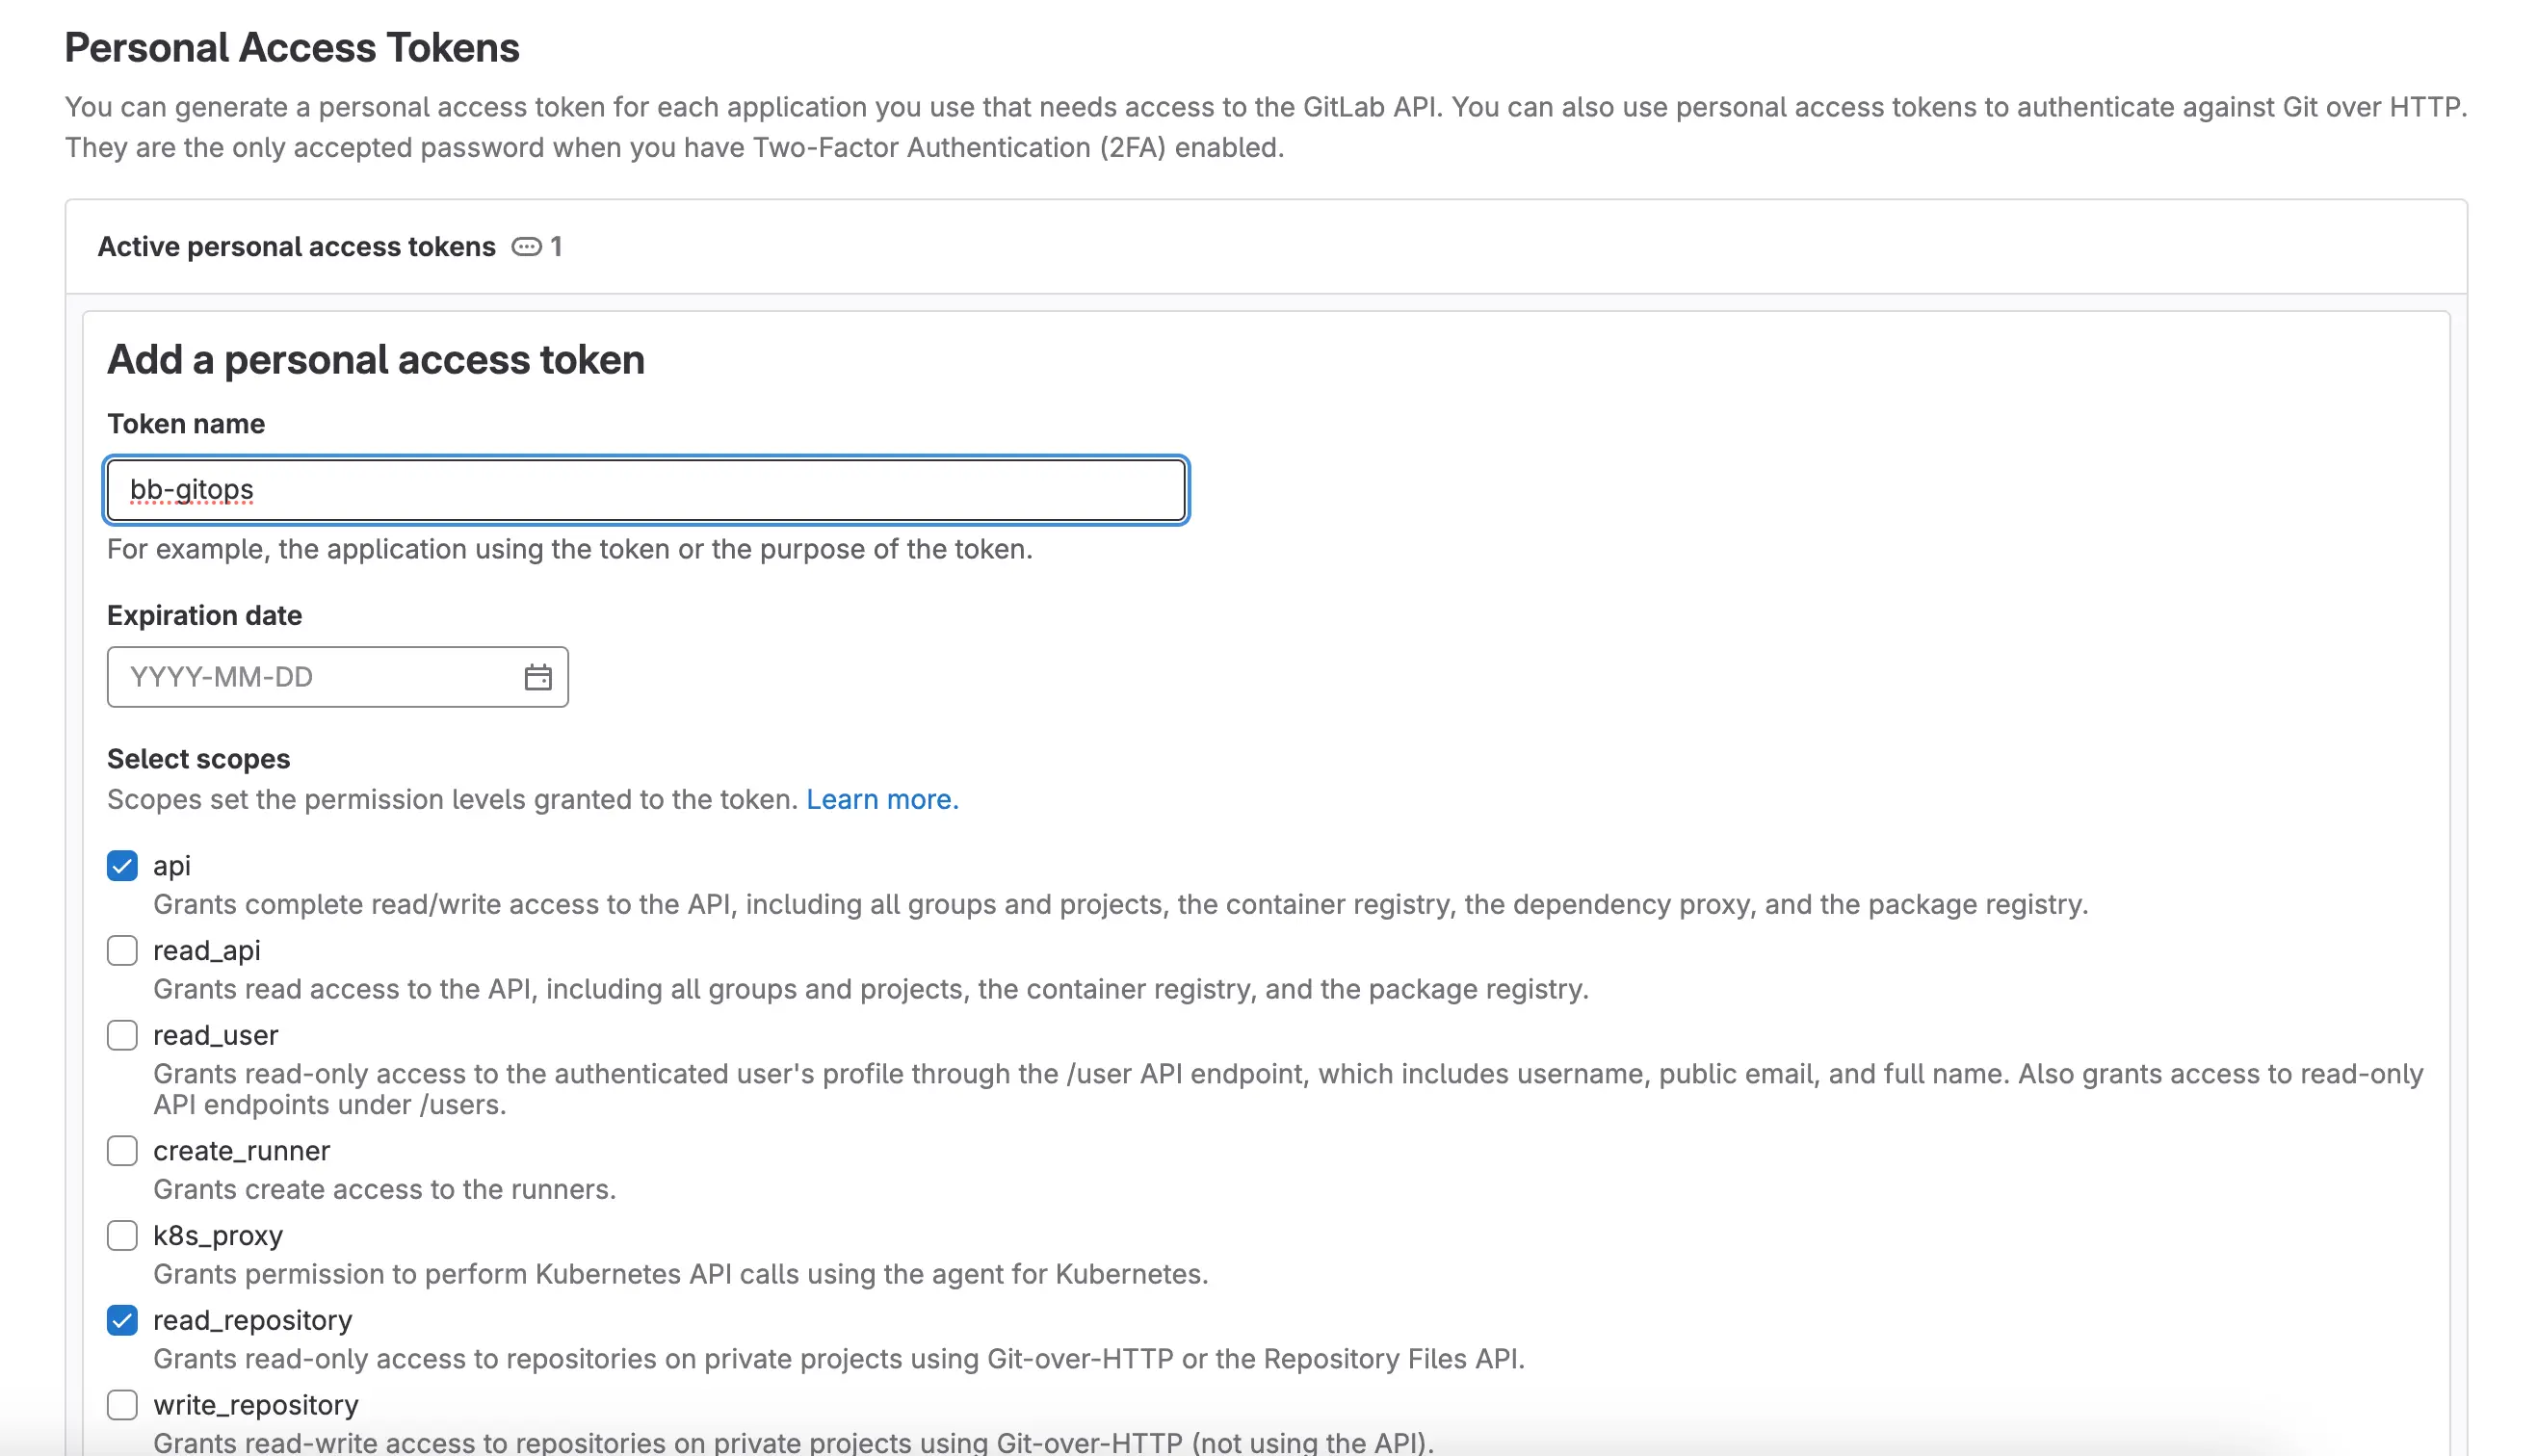 Personal Access Tokens
You can generate a personal access token for each application you use that needs access to the GitLab API. You can also use personal access tokens to authenticate against Git over HTTP.
They are the only accepted password when you have Two-Factor Authentication (2FA) enabled.
Active personal access tokens 1
Add a personal access token
Token name
bb-gitops
For example, the application using the token or the purpose of the token.
Expiration date
YYYY-MM-DD
Select scopes
Scopes set the permission levels granted to the token. Learn more.
api
Grants complete read/write access to the API, including all groups and projects, the container registry, the dependency proxy, and the package registry.
read_api
Grants read access to the API, including all groups and projects, the container registry, and the package registry.
read_user
Grants read-only access to the authenticated user's profile through the /user API endpoint, which includes username, public email, and full name. Also grants access to read-only
API endpoints under /users.
create_runner
Grants create access to the runners.
k8s_proxy
Grants permission to perform Kubernetes API calls using the agent for Kubernetes.
read_repository
Grants read-only access to repositories on private projects using Git-over-HTTP or the Repository Files API.
write_repository
Grants read-write access to repositories on private projects using Git-over-HTTP (not using the API).